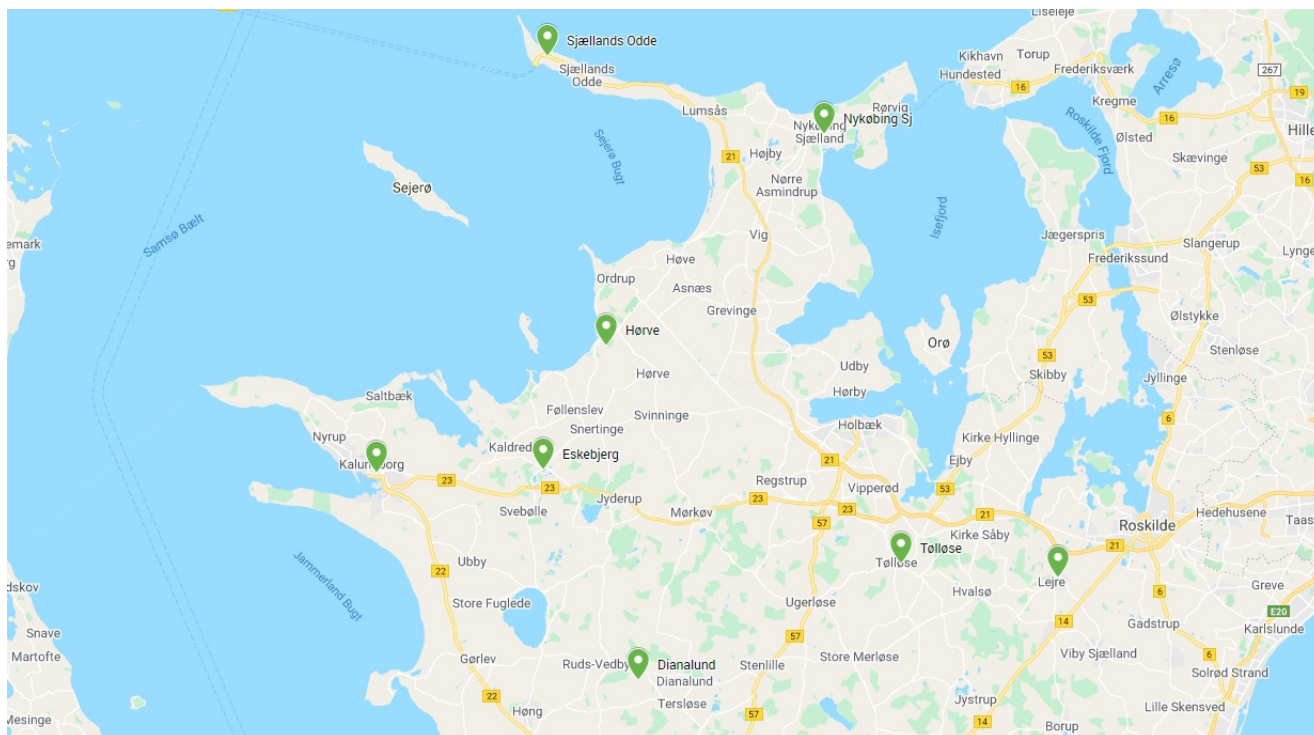 Liseleje
Sjællands Odde
Kikhavn
Torup
Hundested
Frederiksværk
Arresø
267
Sjællands
Odde
16
19
Lumsås
Rørvig
Kregme
Nykøbing Sj
Nykøbing
Sjælland
16
Roskilde Fjord
Ølsted
Hille
21
Højby
Skævinge
Sejerø Bugt
53
Nørre
Asmindrup
16
Sejerø
Isefjord
Samsø Bælt
Vig
Jægerspris
Slangerup
emark
rg
Høve
Frederikssund
Lynge
Ordrup
Asnæs
53
Grevinge
Ølstykke
Hørve
Orø
Stenløse
53
Udby
Hørve
Skibby
Jyllinge
Saltbæk
Hørby
Føllenslev
Svinninge
6
Snertinge
Holbæk
Nyrup
Kaldred
Kirke Hyllinge
Eskebjerg
Kalundborg
21
Ejby
23
23
Regstrup
Vipperød
53
Jyderup
23
Svebølle
Mørkøv
23
21
Hedehusene
57
Roskilde
Taas
Kirke Såby
Tølløse
21
Jammerland Bugt
Ubby
Tølløse
22
Lejre
Hvalsø
dskov
Store Fuglede
Ugerløse
6
Greve
E20
14
Karlslunde
Snave
57
Gadstrup
Martofte
Gørlev
Ruds-Vedby
Dianalund
Stenlille
Store Merløse
Viby Sjælland
6
Solrød Strand
Dianalund
22
Tersløse
Jystrup
Lille Skensved
Høng
57
14
Mesinge
Borup